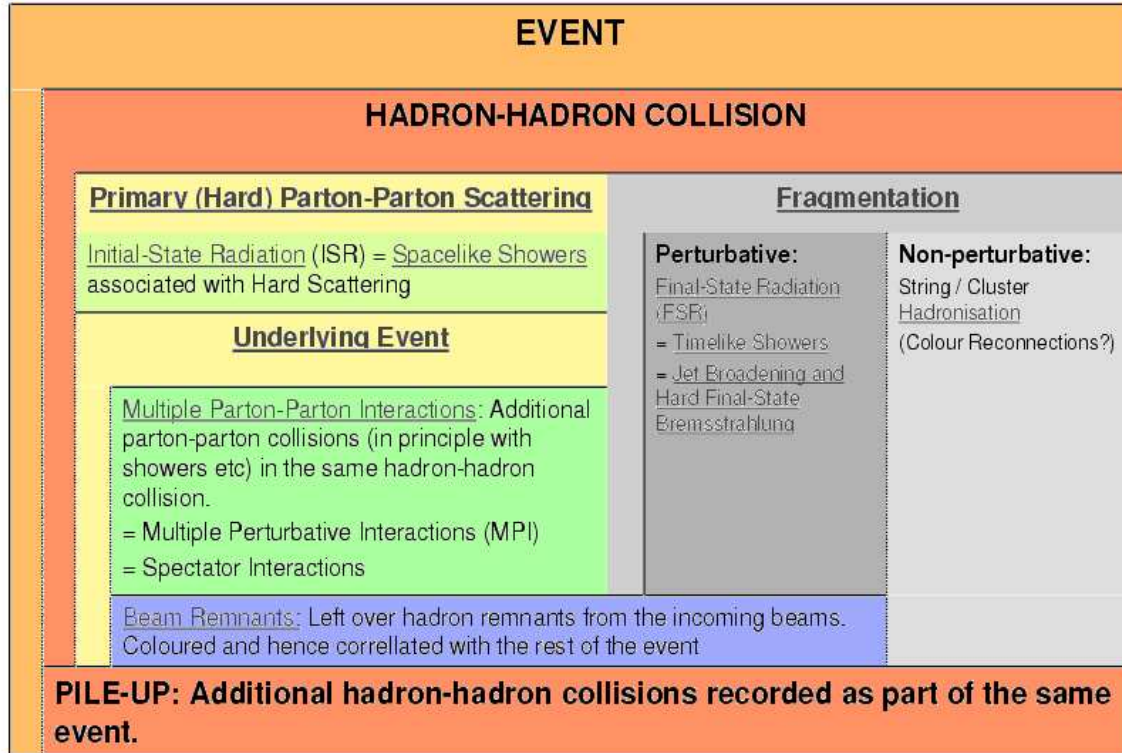 EVENT
HADRON-HADRON COLLISION
Primary (Hard) Parton-Parton Scattering
Initial-State Radiation (ISR) = Spacelike Showers
associated with Hard Scattering
Underlying Event
Multiple Parton-Parton Interactions: Additional
parton-parton collisions (in principle with
showers etc) in the same hadron-hadron
collision.
= Multiple Perturbative Interactions (MPI)
= Spectator Interactions
Beam Remnants: Left over hadron remnants from the incoming beams.
Coloured and hence correllated with the rest of the event
Fragmentation
Perturbative:
Final-State Radiation
(FSR)
= Timelike Showers
= Jet Broadening and
Hard Final-State
Bremsstrahlung
Non-perturbative:
String / Cluster
Hadronisation
(Colour Reconnections?)
PILE-UP: Additional hadron-hadron collisions recorded as part of the same
event.